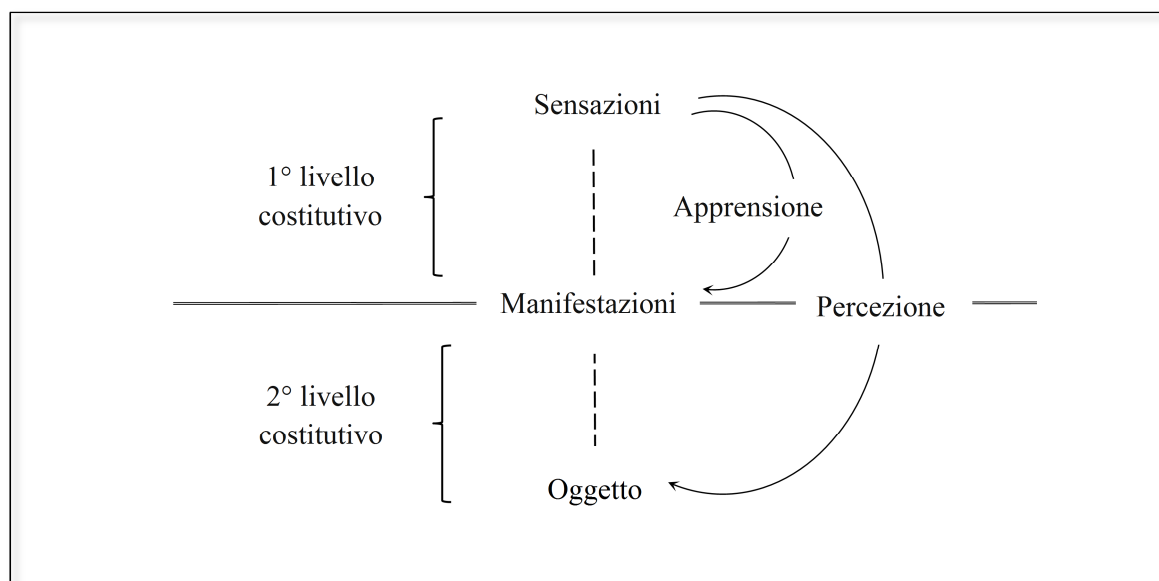 Sensazioni
1° livello
costitutivo
Apprensione
Manifestazioni
Percezione
2° livello
costitutivo
Oggetto